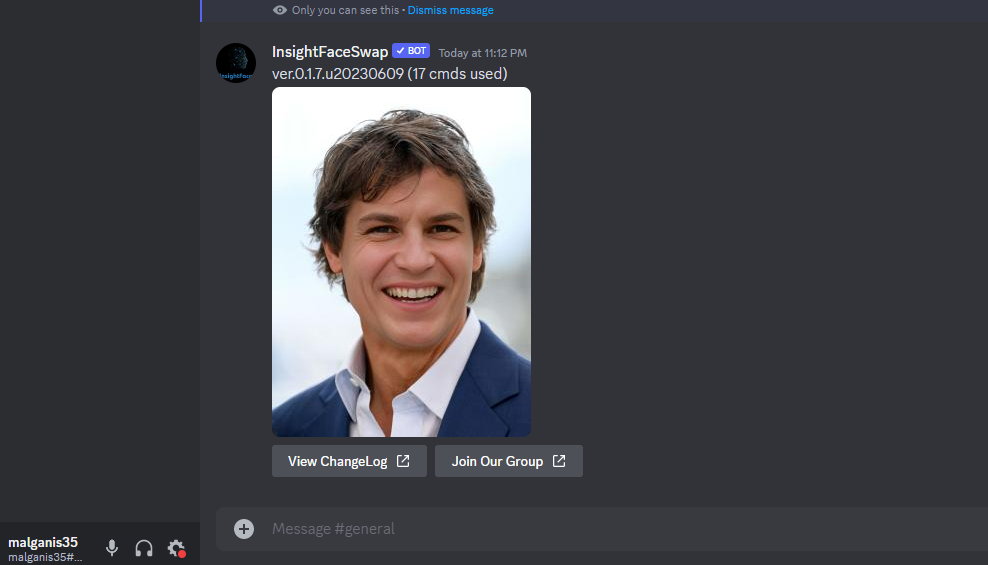 Only you can see this • Dismiss message
InsightFaceSwap ✓ BOT Today at 11:12 PM
ver.0.1.7.u20230609 (17 cmds used)
View ChangeLog
Join Our Group
Message #general
malganis35
malganis35#...